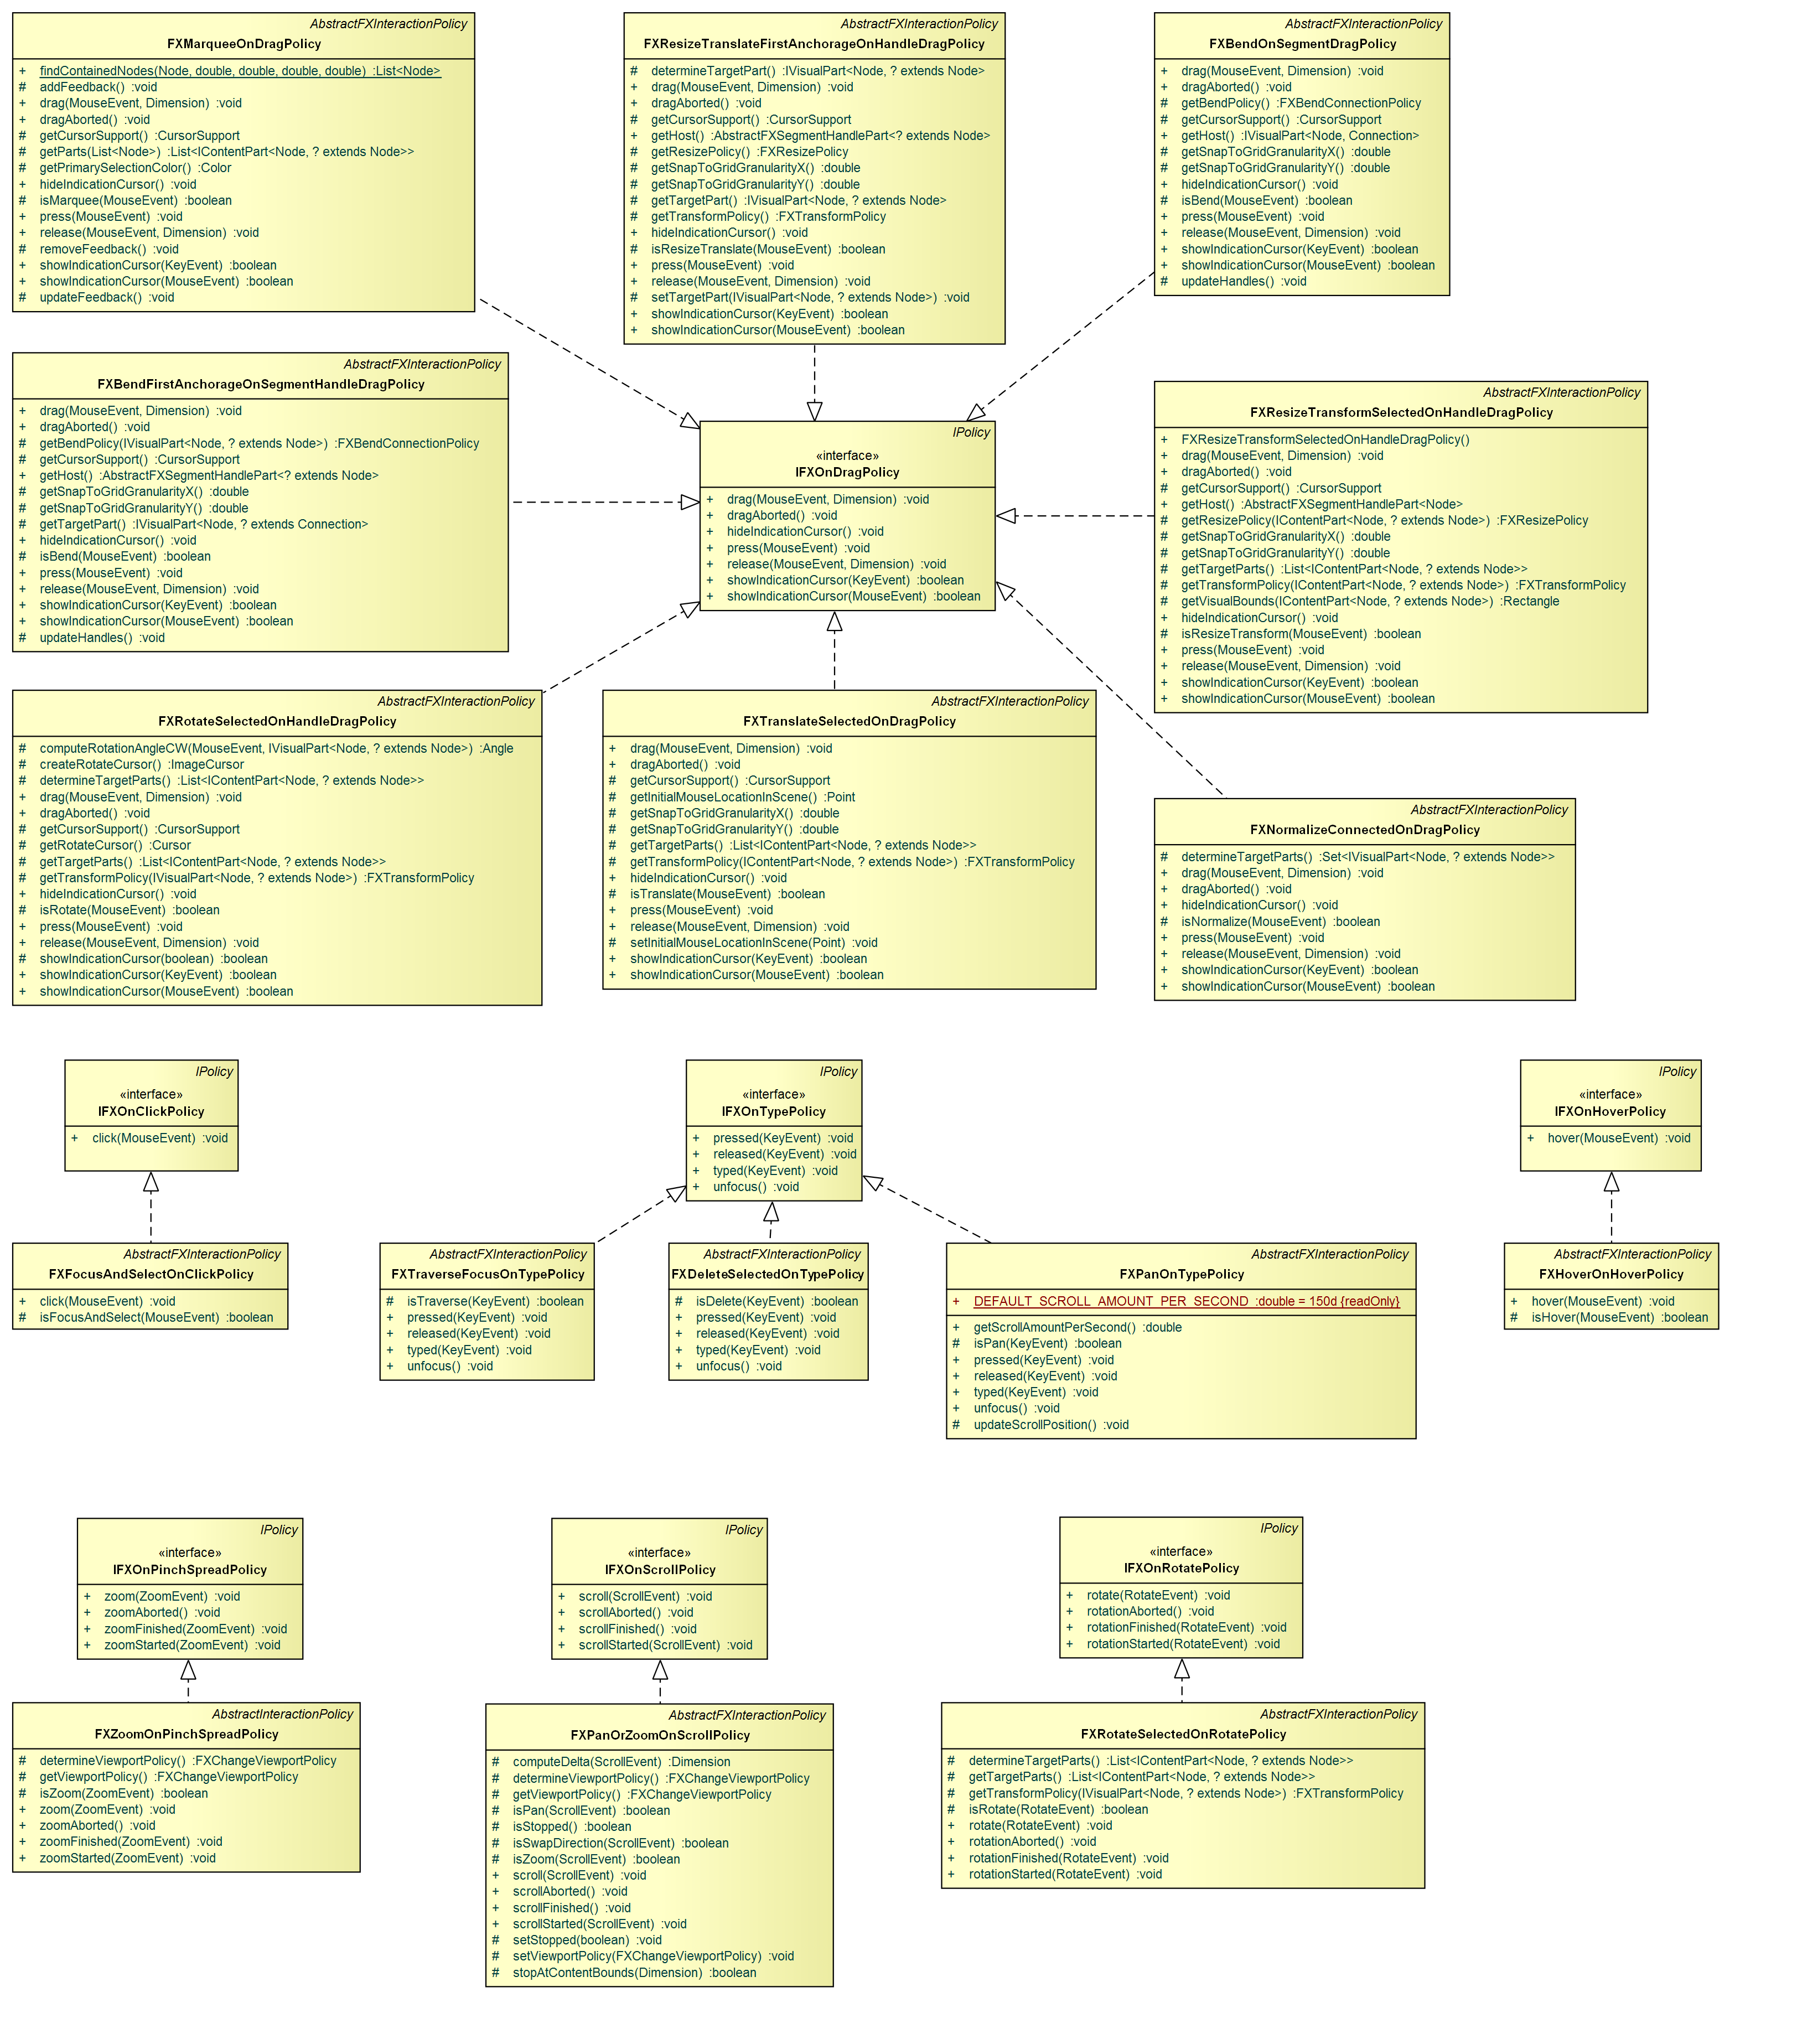 AbstractFXInteractionPolicy
FXMarqueeOnDragPolicy
+ findContainedNodes(Node, double, double, double, double) :List<Node>
# addFeedback() :void
+ drag(MouseEvent, Dimension) :void
+ dragAborted() :void
# getCursorSupport() :CursorSupport
# getParts(List<Node>) :List<IContentPart<Node, ? extends Node>>
# getPrimarySelectionColor() :Color
+ hideIndicationCursor() :void
# isMarquee(MouseEvent) :boolean
+ press(MouseEvent) :void
+ release(MouseEvent, Dimension) :void
# removeFeedback() :void
+ showIndicationCursor(KeyEvent) :boolean
+ showIndicationCursor(MouseEvent) :boolean
# updateFeedback() :void
AbstractFXInteractionPolicy
FXResizeTranslateFirstAnchorageOnHandleDragPolicy
# determineTargetPart() :IVisualPart<Node, ? extends Node>
+ drag(MouseEvent, Dimension) :void
+ dragAborted() :void
# getCursorSupport() :CursorSupport
+ getHost() :AbstractFXSegmentHandlePart<? extends Node>
# getResizePolicy() :FXResizePolicy
# getSnapToGridGranularityX() :double
# getSnapToGridGranularityY() :double
# getTargetPart() :IVisualPart<Node, ? extends Node>
# getTransformPolicy() :FXTransformPolicy
+ hideIndicationCursor() :void
# isResizeTranslate(MouseEvent) :boolean
+ press(MouseEvent) :void
+ release(MouseEvent, Dimension) :void
# setTargetPart(IVisualPart<Node, ? extends Node>) :void
+ showIndicationCursor(KeyEvent) :boolean
+ showIndicationCursor(MouseEvent) :boolean
AbstractFXInteractionPolicy
FXBendOnSegmentDragPolicy
+ drag(MouseEvent, Dimension) :void
+ dragAborted() :void
# getBendPolicy() :FXBendConnectionPolicy
# getCursorSupport() :CursorSupport
+ getHost() :IVisualPart<Node, Connection>
# getSnapToGridGranularityX() :double
# getSnapToGridGranularityY() :double
+ hideIndicationCursor() :void
# isBend(MouseEvent) :boolean
+ press(MouseEvent) :void
+ release(MouseEvent, Dimension) :void
+ showIndicationCursor(KeyEvent) :boolean
+ showIndicationCursor(MouseEvent) :boolean
# updateHandles() :void
AbstractFXInteractionPolicy
FXBendFirstAnchorageOnSegmentHandleDragPolicy
+ drag(MouseEvent, Dimension) :void
+ dragAborted() :void
# getBendPolicy(IVisualPart<Node, ? extends Node>) :FXBendConnectionPolicy
# getCursorSupport() :CursorSupport
+ getHost() :AbstractFXSegmentHandlePart<? extends Node>
# getSnapToGridGranularityX() :double
# getSnapToGridGranularityY() :double
# getTargetPart() :IVisualPart<Node, ? extends Connection>
+ hideIndicationCursor() :void
# isBend(MouseEvent) :boolean
+ press(MouseEvent) :void
+ release(MouseEvent, Dimension) :void
+ showIndicationCursor(KeyEvent) :boolean
+ showIndicationCursor(MouseEvent) :boolean
# updateHandles() :void
IPolicy
«interface»
IFXOnDragPolicy
+ drag(MouseEvent, Dimension) :void
+ dragAborted() :void
+ hideIndicationCursor() :void
+ press(MouseEvent) :void
+ release(MouseEvent, Dimension) :void
+ showIndicationCursor(KeyEvent) :boolean
+ showIndicationCursor(MouseEvent) :boolean
AbstractFXInteractionPolicy
FXResizeTransformSelectedOnHandleDragPolicy
+ FXResizeTransformSelectedOnHandleDragPolicy()
+ drag(MouseEvent, Dimension) :void
+ dragAborted() :void
# getCursorSupport() :CursorSupport
+ getHost() :AbstractFXSegmentHandlePart<Node>
# getResizePolicy(IContentPart<Node, ? extends Node>) :FXResizePolicy
# getSnapToGridGranularityX() :double
# getSnapToGridGranularityY() :double
# getTargetParts() :List<IContentPart<Node, ? extends Node>>
# getTransformPolicy(IContentPart<Node, ? extends Node>) :FXTransformPolicy
# getVisualBounds(IContentPart<Node, ? extends Node>) :Rectangle
+ hideIndicationCursor() :void
# isResizeTransform(MouseEvent) :boolean
+ press(MouseEvent) :void
+ release(MouseEvent, Dimension) :void
+ showIndicationCursor(KeyEvent) :boolean
+ showIndicationCursor(MouseEvent) :boolean
AbstractFXInteractionPolicy
FXRotateSelectedOnHandleDragPolicy
# computeRotationAngleCW(MouseEvent, IVisualPart<Node, ? extends Node>) :Angle
# createRotateCursor() :ImageCursor
# determineTargetParts() :List<IContentPart<Node, ? extends Node>>
+ drag(MouseEvent, Dimension) :void
+ dragAborted() :void
# getCursorSupport() :CursorSupport
# getRotateCursor() :Cursor
# getTargetParts() :List<IContentPart<Node, ? extends Node>>
# getTransformPolicy(IVisualPart<Node, ? extends Node>) :FXTransformPolicy
+ hideIndicationCursor() :void
# isRotate(MouseEvent) :boolean
+ press(MouseEvent) :void
+ release(MouseEvent, Dimension) :void
# showIndicationCursor(boolean) :boolean
+ showIndicationCursor(KeyEvent) :boolean
+ showIndicationCursor(MouseEvent) :boolean
AbstractFXInteractionPolicy
FXTranslateSelectedOnDragPolicy
+ drag(MouseEvent, Dimension) :void
+ dragAborted() :void
# getCursorSupport() :CursorSupport
# getInitialMouseLocationInScene() :Point
# getSnapToGridGranularityX() :double
# getSnapToGridGranularityY() :double
# getTargetParts() :List<IContentPart<Node, ? extends Node>>
# getTransformPolicy(IContentPart<Node, ? extends Node>) :FXTransformPolicy
+ hideIndicationCursor() :void
# isTranslate(MouseEvent) :boolean
+ press(MouseEvent) :void
+ release(MouseEvent, Dimension) :void
# setInitialMouseLocationInScene(Point) :void
+ showIndicationCursor(KeyEvent) :boolean
+ showIndicationCursor(MouseEvent) :boolean
AbstractFXInteractionPolicy
FXNormalizeConnectedOnDragPolicy
# determineTargetParts() :Set<IVisualPart<Node, ? extends Node>>
+ drag(MouseEvent, Dimension) :void
+ dragAborted() :void
+ hideIndicationCursor() :void
# isNormalize(MouseEvent) :boolean
+ press(MouseEvent) :void
+ release(MouseEvent, Dimension) :void
+ showIndicationCursor(KeyEvent) :boolean
+ showIndicationCursor(MouseEvent) :boolean
IPolicy
«interface»
IFXOnClickPolicy
+ click(MouseEvent) :void
IPolicy
«interface»
IFXOnTypePolicy
+ pressed(KeyEvent) :void
+ released(KeyEvent) :void
+ typed(KeyEvent) :void
+ unfocus() :void
IPolicy
«interface»
IFXOnHoverPolicy
+ hover(MouseEvent) :void
AbstractFXInteractionPolicy
FXFocusAndSelectOnClickPolicy
+ click(MouseEvent) :void
# isFocusAndSelect(MouseEvent) :boolean
AbstractFXInteractionPolicy
FXTraverseFocusOnTypePolicy
# isTraverse(KeyEvent) :boolean
+ pressed(KeyEvent) :void
+ released(KeyEvent) :void
+ typed(KeyEvent) :void
+ unfocus() :void
AbstractFXInteractionPolicy
FXDeleteSelectedOnTypePolicy
# isDelete(KeyEvent) :boolean
+ pressed(KeyEvent) :void
+ released(KeyEvent) :void
+ typed(KeyEvent) :void
+ unfocus() :void
AbstractFXInteractionPolicy
FXPanOnTypePolicy
+ DEFAULT_SCROLL_AMOUNT_PER_SECOND :double = 150d {readOnly}
+ getScrollAmountPerSecond() :double
# isPan(KeyEvent) :boolean
+ pressed(KeyEvent) :void
+ released(KeyEvent) :void
+ typed(KeyEvent) :void
+ unfocus() :void
# updateScrollPosition() :void
AbstractFXInteractionPolicy
FXHoverOnHoverPolicy
+ hover(MouseEvent) :void
# isHover(MouseEvent) :boolean
IPolicy
«interface»
IFXOnPinchSpreadPolicy
+ zoom(ZoomEvent) :void
+ zoomAborted() :void
+ zoomFinished(ZoomEvent) :void
+ zoomStarted(ZoomEvent) :void
IPolicy
«interface»
IFXOnScrollPolicy
+ scroll(ScrollEvent) :void
+ scrollAborted() :void
+ scrollFinished() :void
+ scrollStarted(ScrollEvent) :void
IPolicy
«interface»
IFXOnRotatePolicy
+ rotate(RotateEvent) :void
+ rotationAborted() :void
+ rotationFinished(RotateEvent) :void
+ rotationStarted(RotateEvent) :void
AbstractInteractionPolicy
FXZoomOnPinchSpreadPolicy
# determineViewportPolicy() :FXChangeViewportPolicy
# getViewportPolicy() :FXChangeViewportPolicy
# isZoom(ZoomEvent) :boolean
+ zoom(ZoomEvent) :void
+ zoomAborted() :void
+ zoomFinished(ZoomEvent) :void
+ zoomStarted(ZoomEvent) :void
AbstractFXInteractionPolicy
FXPanOrZoomOnScrollPolicy
# computeDelta(ScrollEvent) :Dimension
# determineViewportPolicy() :FXChangeViewportPolicy
# getViewportPolicy() :FXChangeViewportPolicy
# isPan(ScrollEvent) :boolean
# isStopped() :boolean
# isSwapDirection(ScrollEvent) :boolean
# isZoom(ScrollEvent) :boolean
+ scroll(ScrollEvent) :void
+ scrollAborted() :void
+ scrollFinished() :void
+ scrollStarted(ScrollEvent) :void
# setStopped(boolean) :void
# setViewportPolicy(FXChangeViewportPolicy) :void
# stopAtContentBounds(Dimension) :boolean
AbstractFXInteractionPolicy
FXRotateSelectedOnRotatePolicy
# determineTargetParts() :List<IContentPart<Node, ? extends Node>>
# getTargetParts() :List<IContentPart<Node, ? extends Node>>
# getTransformPolicy(IVisualPart<Node, ? extends Node>) :FXTransformPolicy
# isRotate(RotateEvent) :boolean
+ rotate(RotateEvent) :void
+ rotationAborted() :void
+ rotationFinished(RotateEvent) :void
+ rotationStarted(RotateEvent) :void